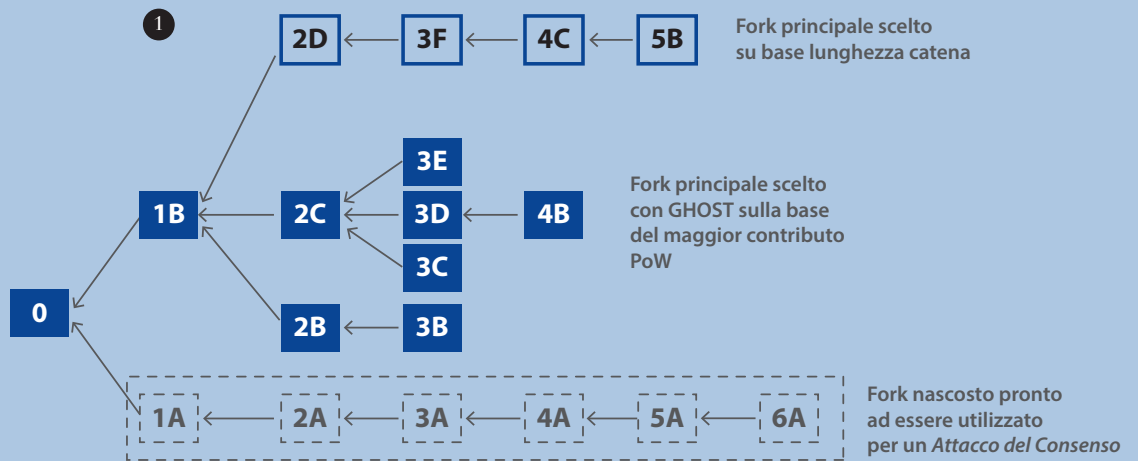 1
2D 3F 4C 5B
Fork principale scelto
su base lunghezza catena
3E
1B 2C 3D 4B
Fork principale scelto
con GHOST sulla base
del maggior contributo
PoW
3C
0
2B 3B
1A 2A 3A 4A 5A 6A
Fork nascosto pronto
ad essere utilizzato
per un Attacco del Consenso